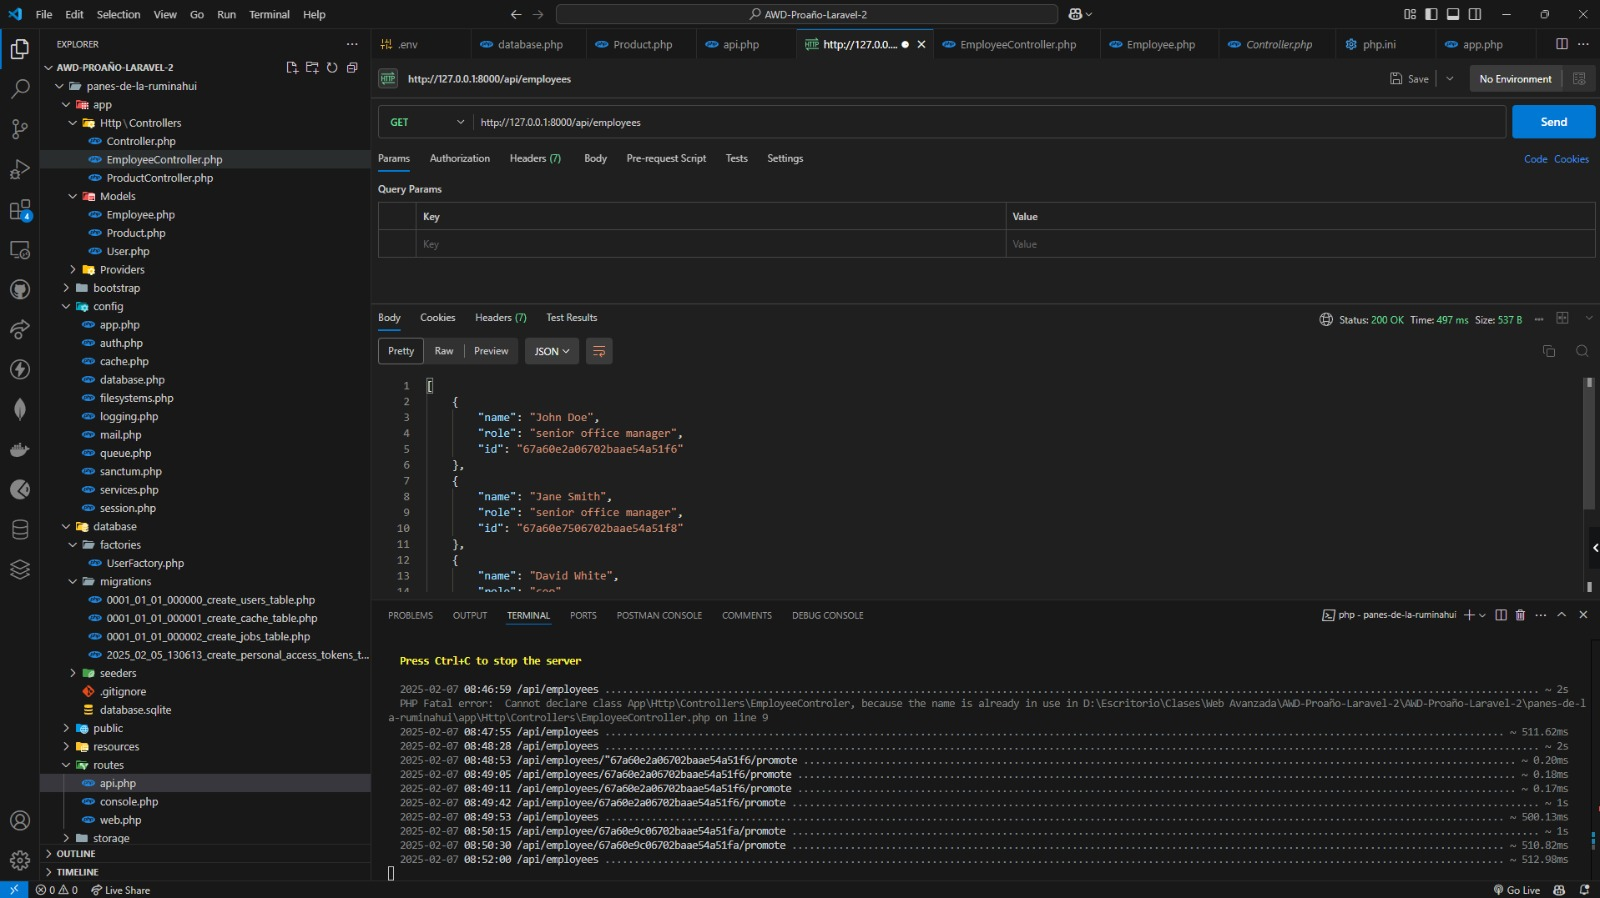 File Edit Selection View Go Run Terminal Help
AWD-Proaño-Laravel-2
EXPLORER
AWD-PROAÑO-LARAVEL-2
panes-de-la-ruminahui
app
Http \ Controllers
Controller.php
EmployeeController.php
ProductController.php
Models
Employee.php
Product.php
User.php
Providers
bootstrap
config
app.php
auth.php
cache.php
database.php
filesystems.php
logging.php
mail.php
queue.php
sanctum.php
services.php
session.php
database
factories
UserFactory.php
migrations
0001_01_01_000000_create_users_table.php
0001_01_01_000001_create_cache_table.php
0001_01_01_000002_create_jobs_table.php
2025_02_05_130613_create_personal_access_tokens_t...
seeders
.gitignore
database.sqlite
public
resources
routes
api.php
console.php
web.php
storage
OUTLINE
TIMELINE
4
.env database.php Product.php api.php http://127.0.0.... EmployeeController.php Employee.php Controller.php php.ini app.php
HTTP http://127.0.0.1:8000/api/employees Save No Environment
GET http://127.0.0.1:8000/api/employees Send
Params Authorization Headers (7) Body Pre-request Script Tests Settings Code Cookies
Query Params
Key Value
Key Value
Body Cookies Headers (7) Test Results Status: 200 OK Time: 497 ms Size: 537 B
Pretty Raw Preview JSON
1 [
2 {
3 "name": "John Doe",
4 "role": "senior office manager",
5 "id": "67a60e2a06702baae54a51f6"
6 },
7 {
8 "name": "Jane Smith",
9 "role": "senior office manager",
10 "id": "67a60e7506702baae54a51f8"
11 },
12 {
13 "name": "David White",
14 "role": "ceo"
PROBLEMS OUTPUT TERMINAL PORTS POSTMAN CONSOLE COMMENTS DEBUG CONSOLE php - panes-de-la-ruminahui
Press Ctrl+C to stop the server
2025-02-07 08:46:59 /api/employees ~ 2s
PHP Fatal error: Cannot declare class App\Http\Controllers\EmployeeControler, because the name is already in use in D:\Escritorio\Clases\Web Avanzada\AWD-Proaño-Laravel-2\AWD-Proaño-Laravel-2\panes-de-l
a-ruminahui\app\Http\Controllers\EmployeeController.php on line 9
2025-02-07 08:47:55 /api/employees ~ 511.62ms
2025-02-07 08:48:28 /api/employees ~ 2s
2025-02-07 08:48:53 /api/employees/"67a60e2a06702baae54a51f6/promote ~ 0.20ms
2025-02-07 08:49:05 /api/employees/67a60e2a06702baae54a51f6/promote ~ 0.18ms
2025-02-07 08:49:11 /api/employees/67a60e2a06702baae54a51f6/promote ~ 0.17ms
2025-02-07 08:49:42 /api/employee/67a60e2a06702baae54a51f6/promote ~ 1s
2025-02-07 08:49:53 /api/employees ~ 500.13ms
2025-02-07 08:50:15 /api/employee/67a60e9c06702baae54a51fa/promote ~ 1s
2025-02-07 08:50:30 /api/employee/67a60e9c06702baae54a51fa/promote ~ 510.82ms
2025-02-07 08:52:00 /api/employees ~ 512.98ms
0 0 Live Share Go Live